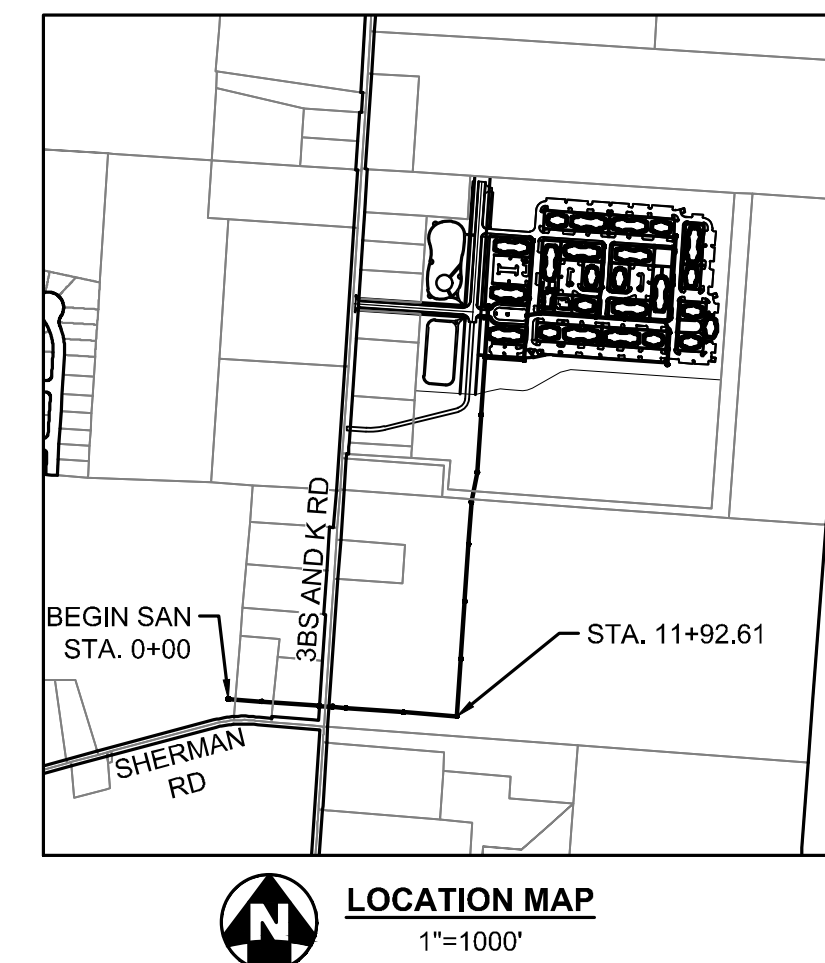 3BS AND K RD
BEGIN SAN
STA. 0+00
STA. 11+92.61
SHERMAN
RD
N
LOCATION MAP
1"=1000'